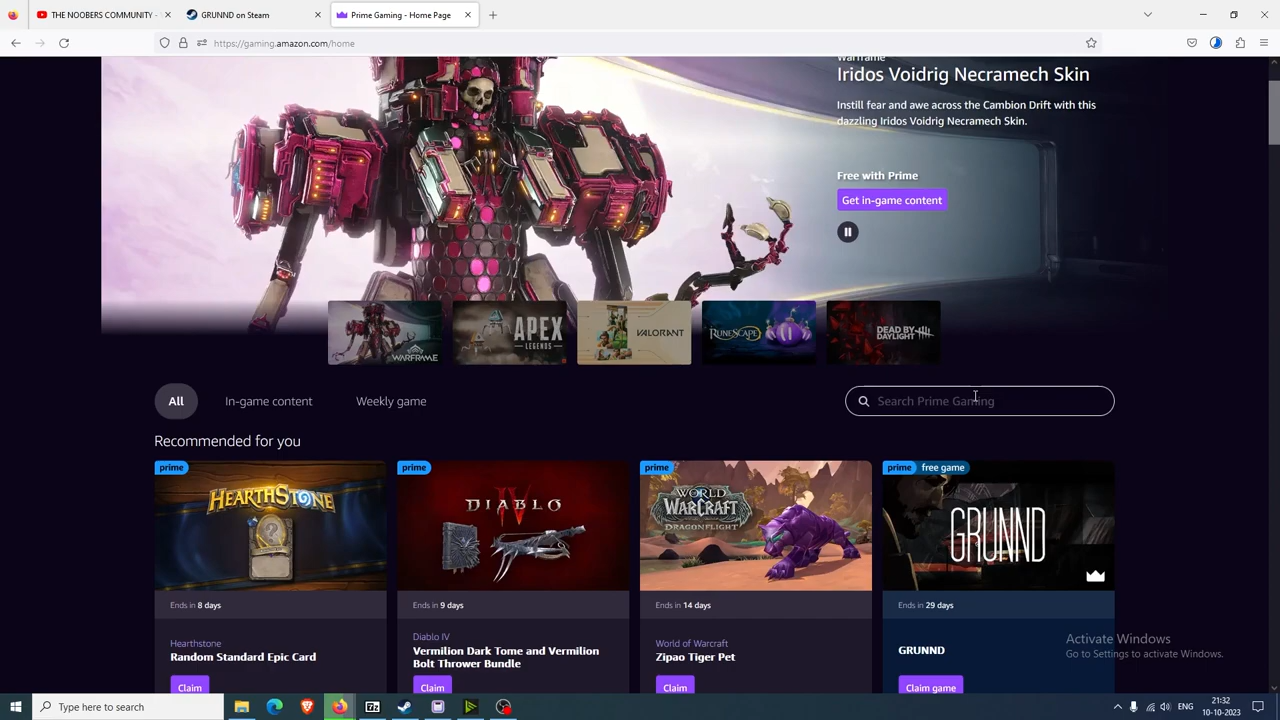 THE NOOBERS COMMUNITY -
GRUNND on Steam
Prime Gaming - Home Page
https://gaming.amazon.com/home
Warframe
Iridos Voidrig Necramech Skin
Instill fear and awe across the Cambion Drift with this
dazzling Iridos Voidrig Necramech Skin.
Free with Prime
Get in-game content
WARFRAME
APEX
LEGENDS
VALORANT
RUNESCAPE
DEAD BY
DAYLIGHT
All
In-game content
Weekly game
Search Prime Gaming
Recommended for you
prime
HEARTHSTONE
Ends in 8 days
Hearthstone
Random Standard Epic Card
Claim
prime
DIABLO
IV
Ends in 9 days
Diablo IV
Vermilion Dark Tome and Vermilion
Bolt Thrower Bundle
Claim
prime
WORLD
OF
WARCRAFT
DRAGONFLIGHT
Ends in 14 days
World of Warcraft
Zipao Tiger Pet
Claim
prime
free game
GRUNND
Ends in 29 days
GRUNND
Claim game
Activate Windows
Go to Settings to activate Windows.
Type here to search
ENG
21:32
10-10-2023